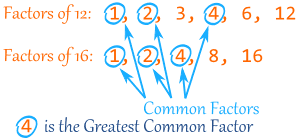 Factors of 12: 1, 2, 3, 4, 6, 12
Factors of 16: 1, 2, 4, 8, 16
Common Factors
4 is the Greatest Common Factor